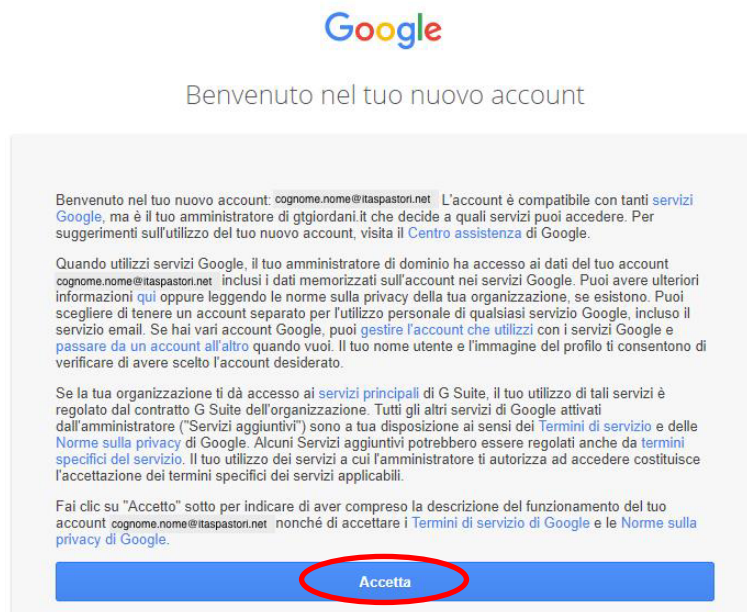 Google
Benvenuto nel tuo nuovo account
Benvenuto nel tuo nuovo account: cognome.nome@itaspastori.net L'account è compatibile con tanti servizi
Google, ma è il tuo amministratore di gtgiordani.it che decide a quali servizi puoi accedere. Per
suggerimenti sull'utilizzo del tuo nuovo account, visita il Centro assistenza di Google.
Quando utilizzi servizi Google, il tuo amministratore di dominio ha accesso ai dati del tuo account
cognome.nome@itaspastori.net inclusi i dati memorizzati sull'account nei servizi Google. Puoi avere ulteriori
informazioni qui oppure leggendo le norme sulla privacy della tua organizzazione, se esistono. Puoi
scegliere di tenere un account separato per l'utilizzo personale di qualsiasi servizio Google, incluso il
servizio email. Se hai vari account Google, puoi gestire l'account che utilizzi con i servizi Google e
passare da un account all'altro quando vuoi. Il tuo nome utente e l'immagine del profilo ti consentono di
verificare di avere scelto l'account desiderato.
Se la tua organizzazione ti dà accesso ai servizi principali di G Suite, il tuo utilizzo di tali servizi è
regolato dal contratto G Suite dell'organizzazione. Tutti gli altri servizi di Google attivati
dall'amministratore ("Servizi aggiuntivi") sono a tua disposizione ai sensi dei Termini di servizio e delle
Norme sulla privacy di Google. Alcuni Servizi aggiuntivi potrebbero essere regolati anche da termini
specifici del servizio. Il tuo utilizzo dei servizi a cui l'amministratore ti autorizza ad accedere costituisce
l'accettazione dei termini specifici dei servizi applicabili.
Fai clic su "Accetto" sotto per indicare di aver compreso la descrizione del funzionamento del tuo
account cognome.nome@itaspastori.net nonché di accettare i Termini di servizio di Google e le Norme sulla
privacy di Google.
Accetta